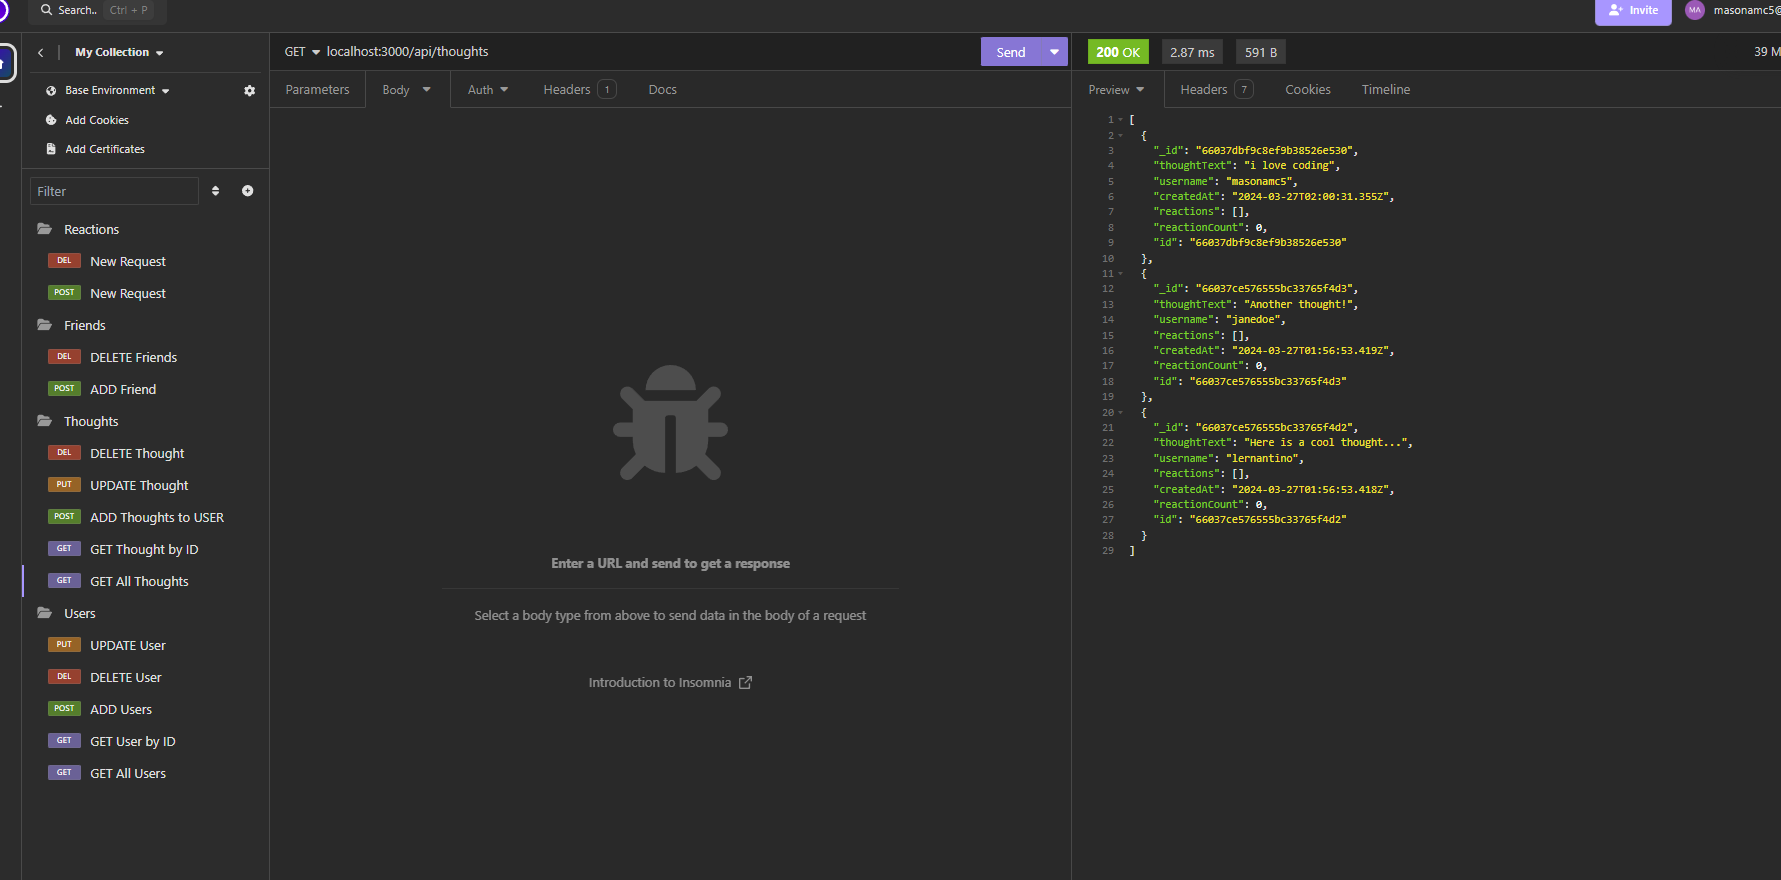 Search.. Ctrl + P
Invite
MA masonamc5@
My Collection
Base Environment
Add Cookies
Add Certificates
Filter
Reactions
DEL New Request
POST New Request
Friends
DEL DELETE Friends
POST ADD Friend
Thoughts
DEL DELETE Thought
PUT UPDATE Thought
POST ADD Thoughts to USER
GET GET Thought by ID
GET GET All Thoughts
Users
PUT UPDATE User
DEL DELETE User
POST ADD Users
GET GET User by ID
GET GET All Users
GET localhost:3000/api/thoughts Send
Parameters Body Auth Headers 1 Docs
Enter a URL and send to get a response
Select a body type from above to send data in the body of a request
Introduction to Insomnia
200 OK 2.87 ms 591 B 39 M
Preview Headers 7 Cookies Timeline
1 [
2 {
3 "_id": "66037dbf9c8ef9b38526e530",
4 "thoughtText": "i love coding",
5 "username": "masonamc5",
6 "createdAt": "2024-03-27T02:00:31.355Z",
7 "reactions": [],
8 "reactionCount": 0,
9 "id": "66037dbf9c8ef9b38526e530"
10 },
11 {
12 "_id": "66037ce576555bc33765f4d3",
13 "thoughtText": "Another thought!",
14 "username": "janedoe",
15 "reactions": [],
16 "createdAt": "2024-03-27T01:56:53.419Z",
17 "reactionCount": 0,
18 "id": "66037ce576555bc33765f4d3"
19 },
20 {
21 "_id": "66037ce576555bc33765f4d2",
22 "thoughtText": "Here is a cool thought...",
23 "username": "lernantino",
24 "reactions": [],
25 "createdAt": "2024-03-27T01:56:53.418Z",
26 "reactionCount": 0,
27 "id": "66037ce576555bc33765f4d2"
28 }
29 ]